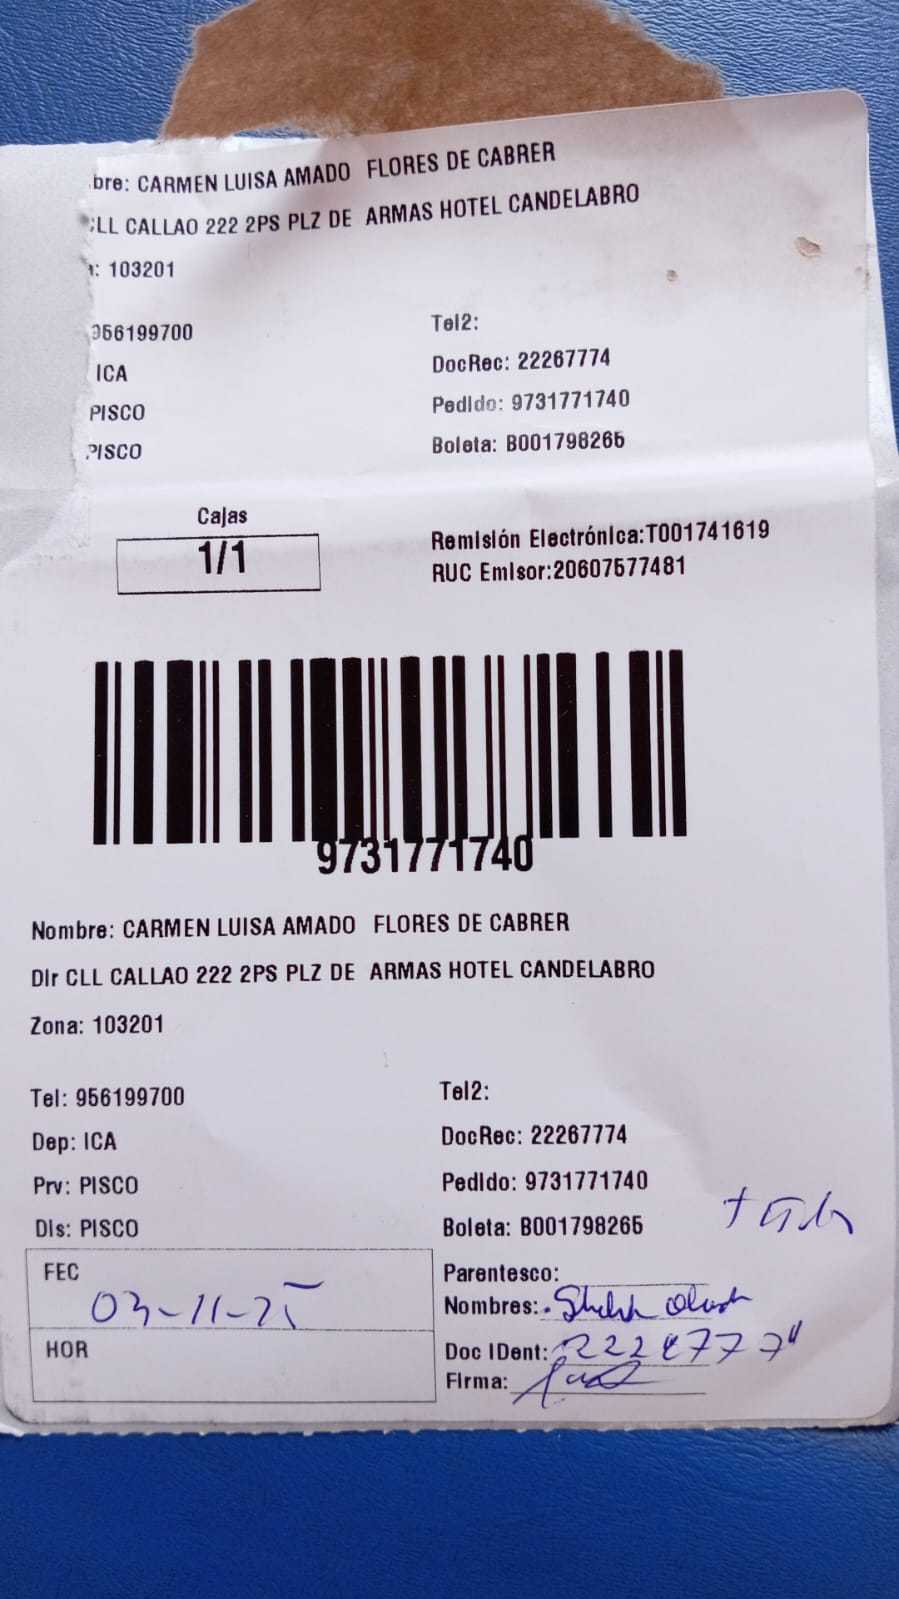 bre: CARMEN LUISA AMADO FLORES DE CABRER
CLL CALLAO 222 2PS PLZ DE ARMAS HOTEL CANDELABRO
: 103201
956199700
Tel2:
ICA
DocRec: 22267774
PISCO
Pedido: 9731771740
PISCO
Boleta: B001798265
Cajas
1/1
Remisión Electrónica:T001741619
RUC Emisor:20607577481
9731771740
Nombre: CARMEN LUISA AMADO FLORES DE CABRER
Dir CLL CALLAO 222 2PS PLZ DE ARMAS HOTEL CANDELABRO
Zona: 103201
Tel: 956199700
Tel2:
Dep: ICA
DocRec: 22267774
Prv: PISCO
Pedido: 9731771740
Dis: PISCO
Boleta: B001798265
FEC
03-11-25
HOR
Parentesco:
Nombres:
Doc IDent:
Firma: